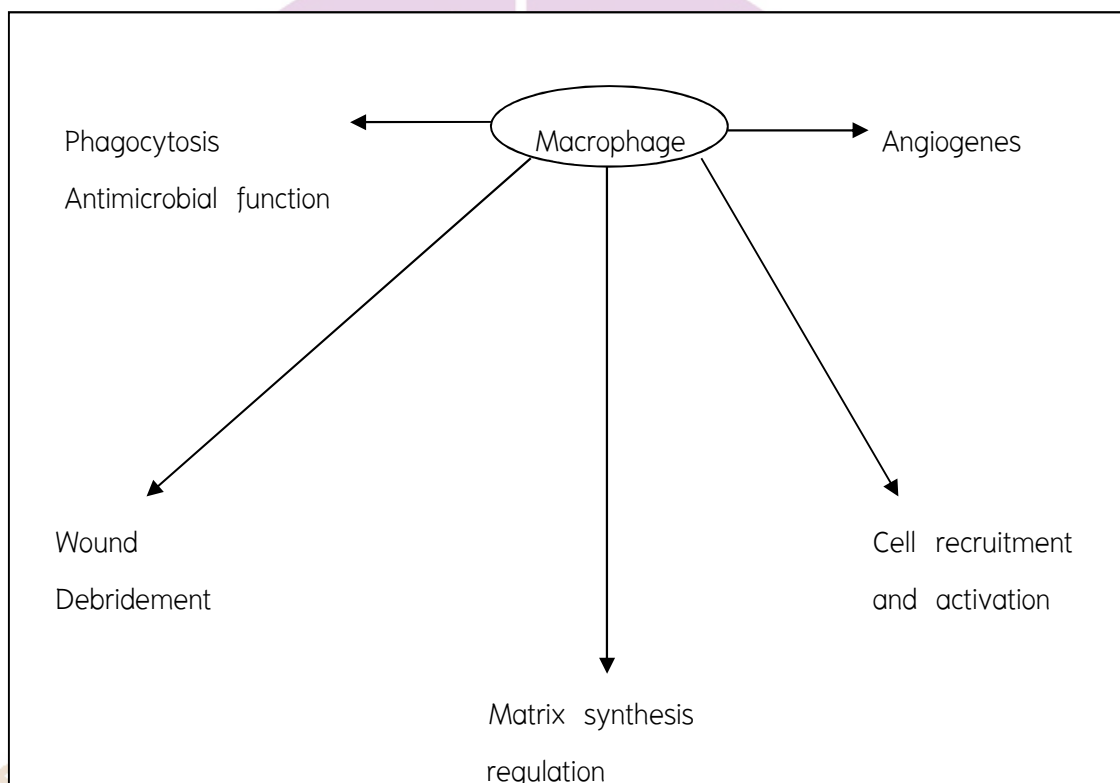 Macrophage
Phagocytosis
Antimicrobial function
Angiogenes
Wound
Debridement
Cell recruitment
and activation
Matrix synthesis
regulation